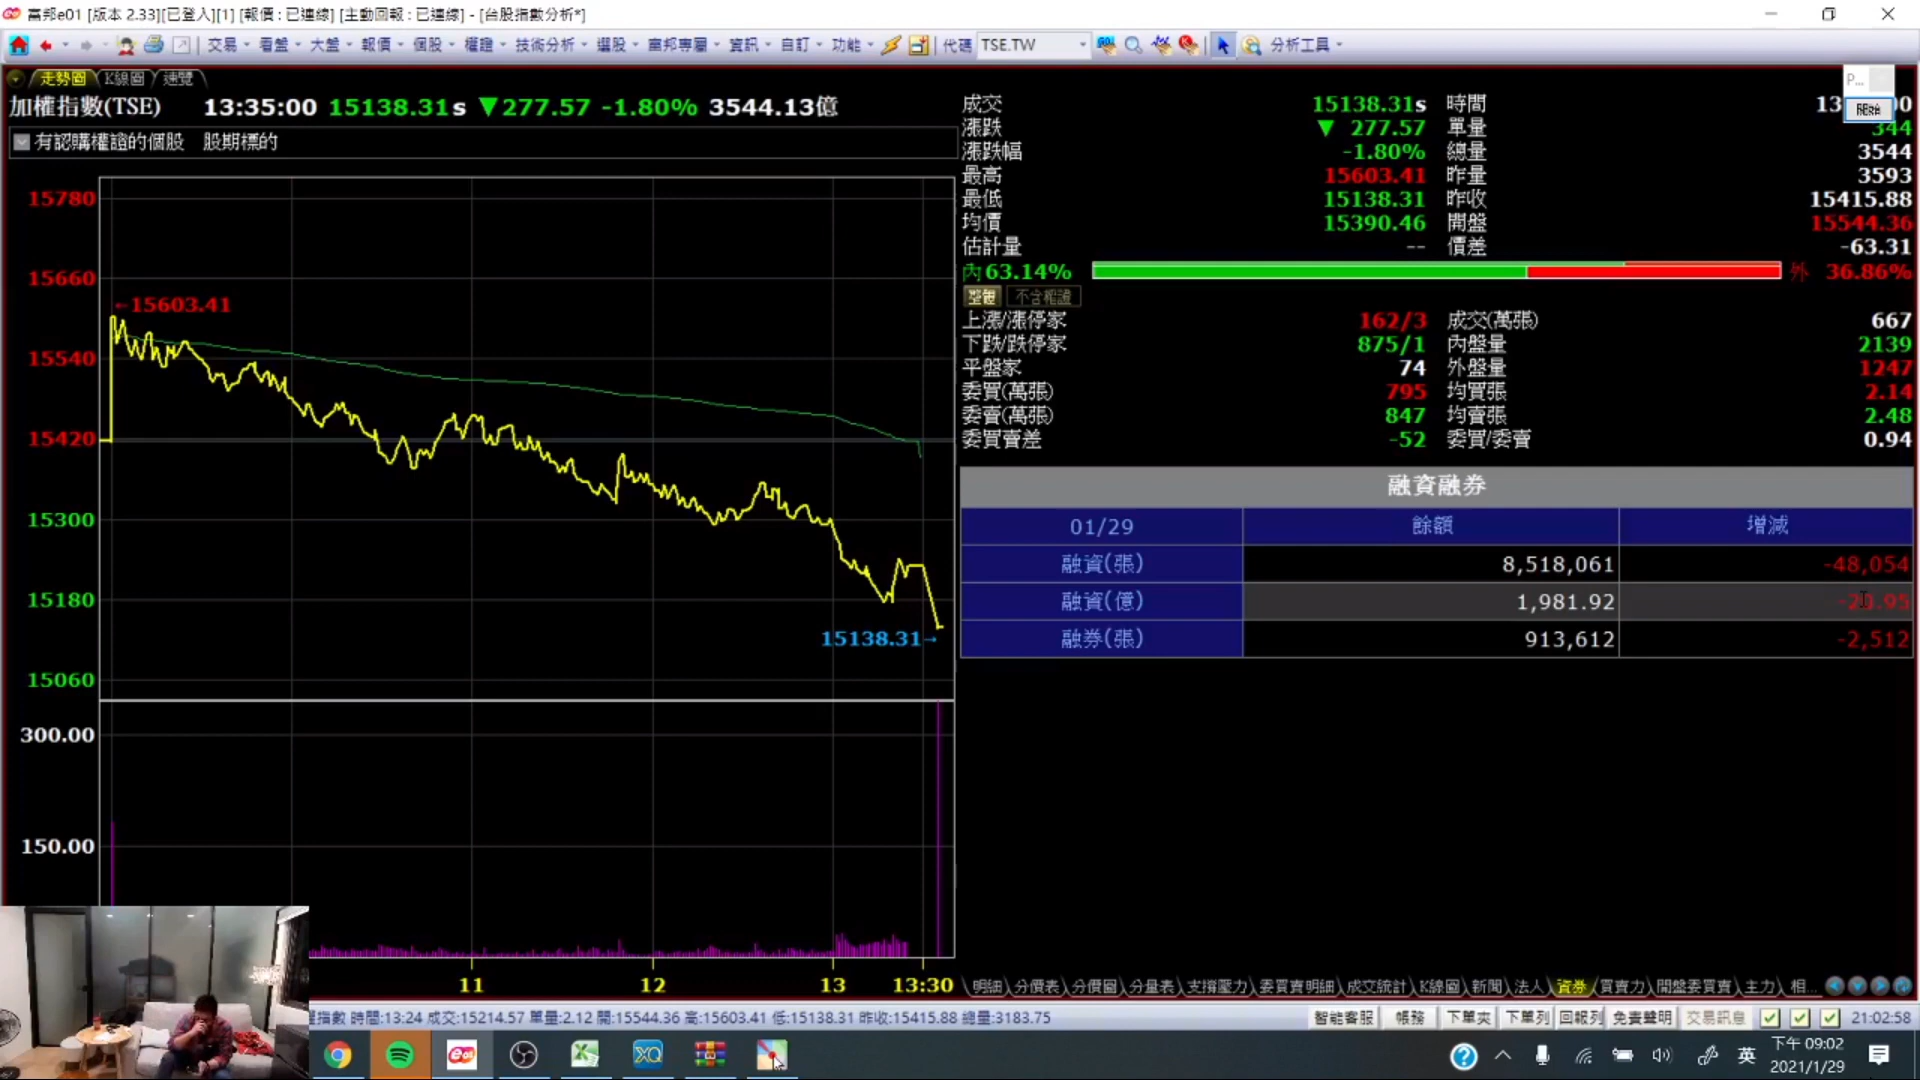 富邦e01 [版本 2.33][已登入][1] [報價 : 已連線] [主動回報 : 已連線] - [台股指數分析*]
交易 看盤 大盤 報價 個股 權證 技術分析 選股 富邦專屬 資訊 自訂 功能 代碼 TSE.TW 分析工具
走勢圖 K線圖 速覽
加權指數(TSE) 13:35:00 15138.31s ▼277.57 -1.80% 3544.13億
有認購權證的個股 股期標的
15780
15660
←15603.41
15540
15420
15300
15180
15138.31→
15060
300.00
150.00
11 12 13 13:30
P...
開始
成交 15138.31s 時間
漲跌 ▼ 277.57 單量 344
漲跌幅 -1.80% 總量 3544
最高 15603.41 昨量 3593
最低 15138.31 昨收 15415.88
均價 15390.46 開盤 15544.36
估計量 -- 價差 -63.31
內 63.14% 外 36.86%
整體 不含權證
上漲/漲停家 162/3 成交(萬張) 667
下跌/跌停家 875/1 內盤量 2139
平盤家 74 外盤量 1247
委買(萬張) 795 均買張 2.14
委賣(萬張) 847 均賣張 2.48
委買賣差 -52 委買/委賣 0.94
融資融券
01/29 餘額 增減
融資(張) 8,518,061 -48,054
融資(億) 1,981.92
融券(張) 913,612 -2,512
明細 分價表 分價圖 分量表 支撐壓力 委買賣明細 成交統計 K線圖 新聞 法人 資券 買賣力 開盤委買賣 主力 相...
指數 時間:13:24 成交:15214.57 單量:2.12 開:15544.36 高:15603.41 低:15138.31 昨收:15415.88 總量:3183.75
智能客服 帳務 下單夾 下單列 回報列 免責聲明 交易訊息 21:02:58
e01 XQ 英 下午 09:02
2021/1/29